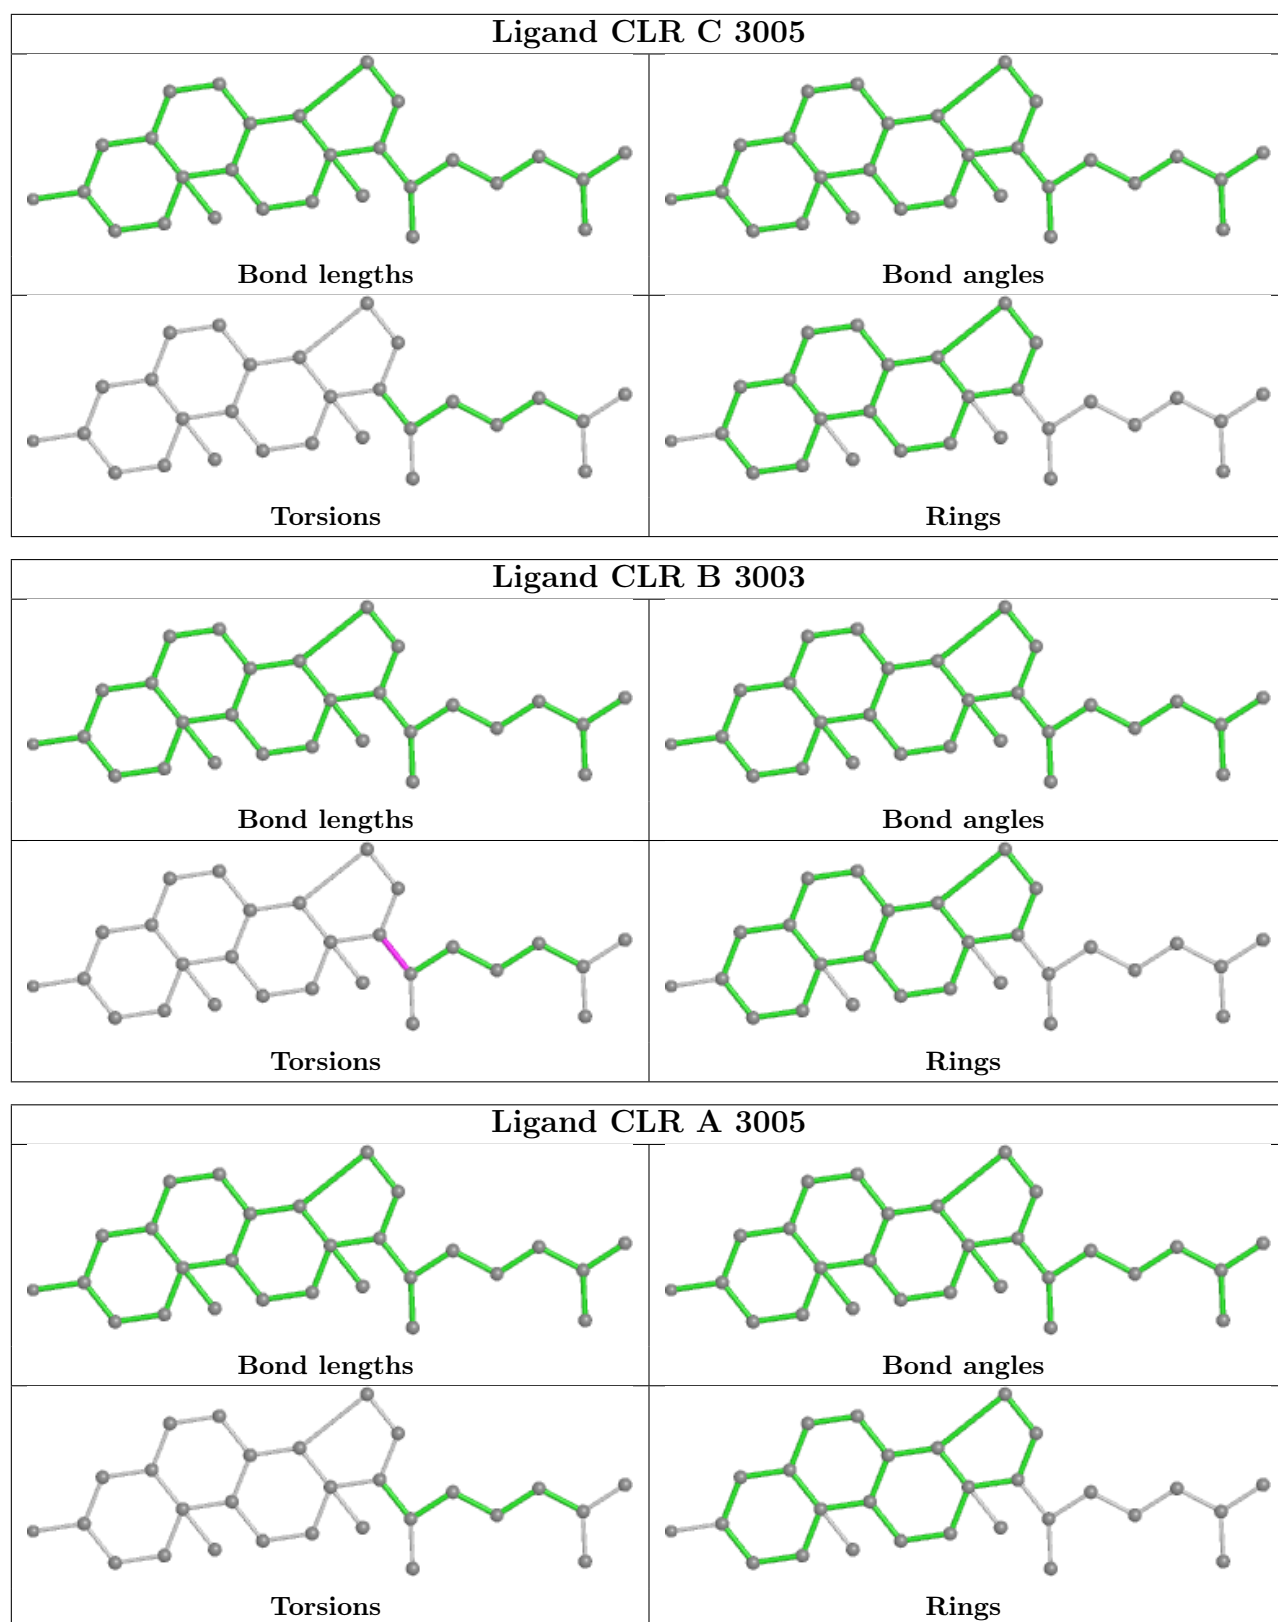 Ligand CLR C 3005
Bond lengths
Bond angles
Torsions
Rings
Ligand CLR B 3003
Bond lengths
Bond angles
Torsions
Rings
Ligand CLR A 3005
Bond lengths
Bond angles
Torsions
Rings